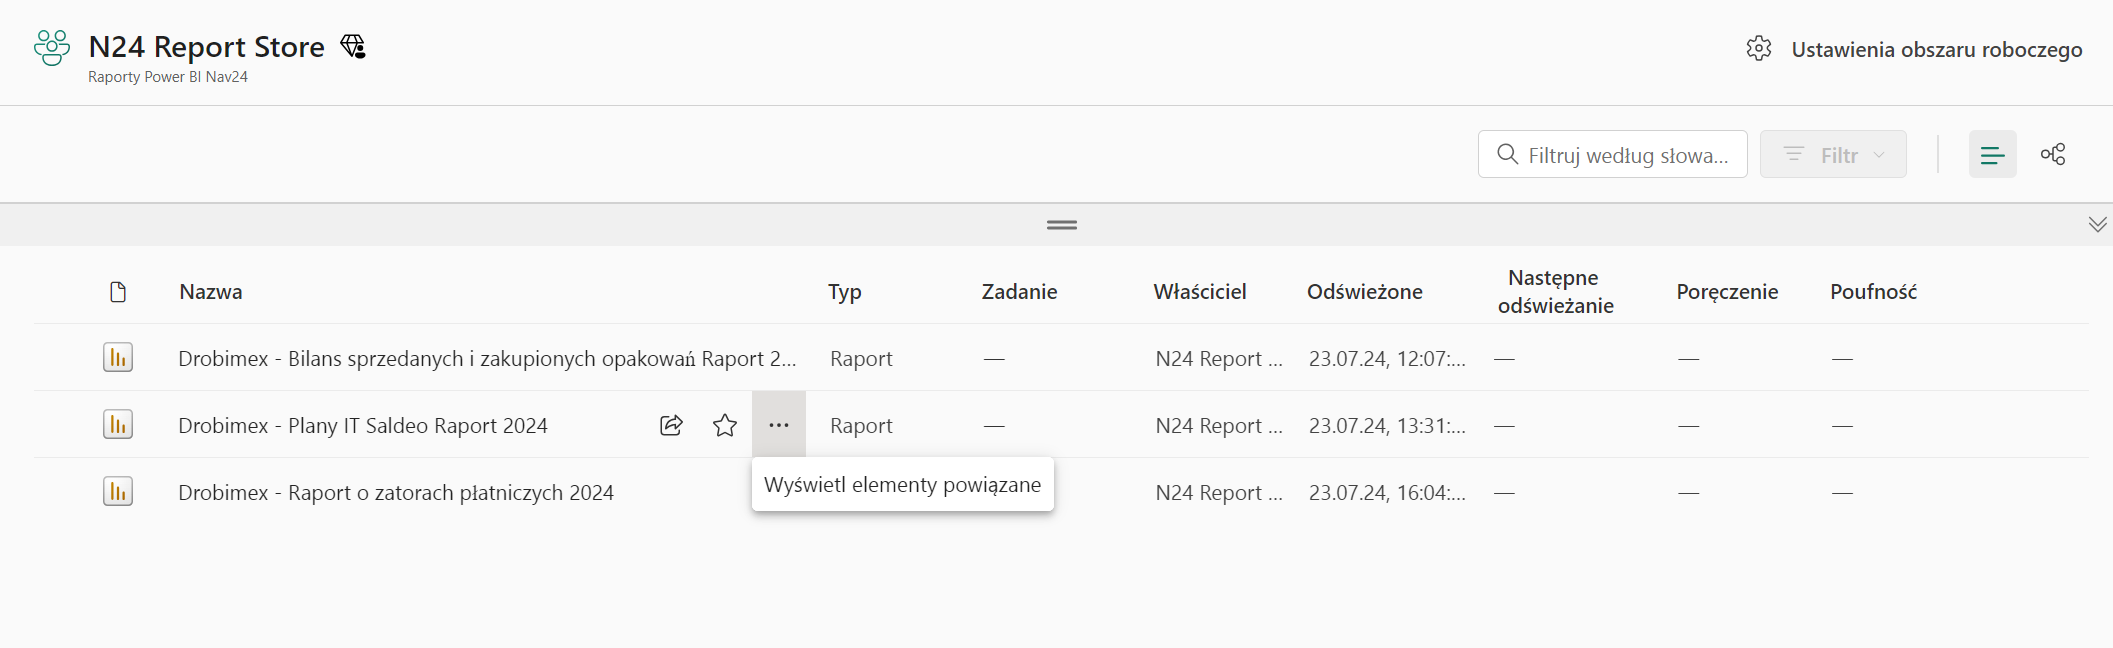 N24 Report Store
Raporty Power BI Nav24
Ustawienia obszaru roboczego
Filtruj według słowa...
Filtr
Nazwa Typ Zadanie Właściciel Odświeżone Następne odświeżanie Poręczenie Poufność
Drobimex - Bilans sprzedanych i zakupionych opakowań Raport 2... Raport — N24 Report ... 23.07.24, 12:07:... — — —
Drobimex - Plany IT Saldeo Raport 2024 ... Raport — N24 Report ... 23.07.24, 13:31:... — — —
Wyświetl elementy powiązane
Drobimex - Raport o zatorach płatniczych 2024 N24 Report ... 23.07.24, 16:04:... — — —